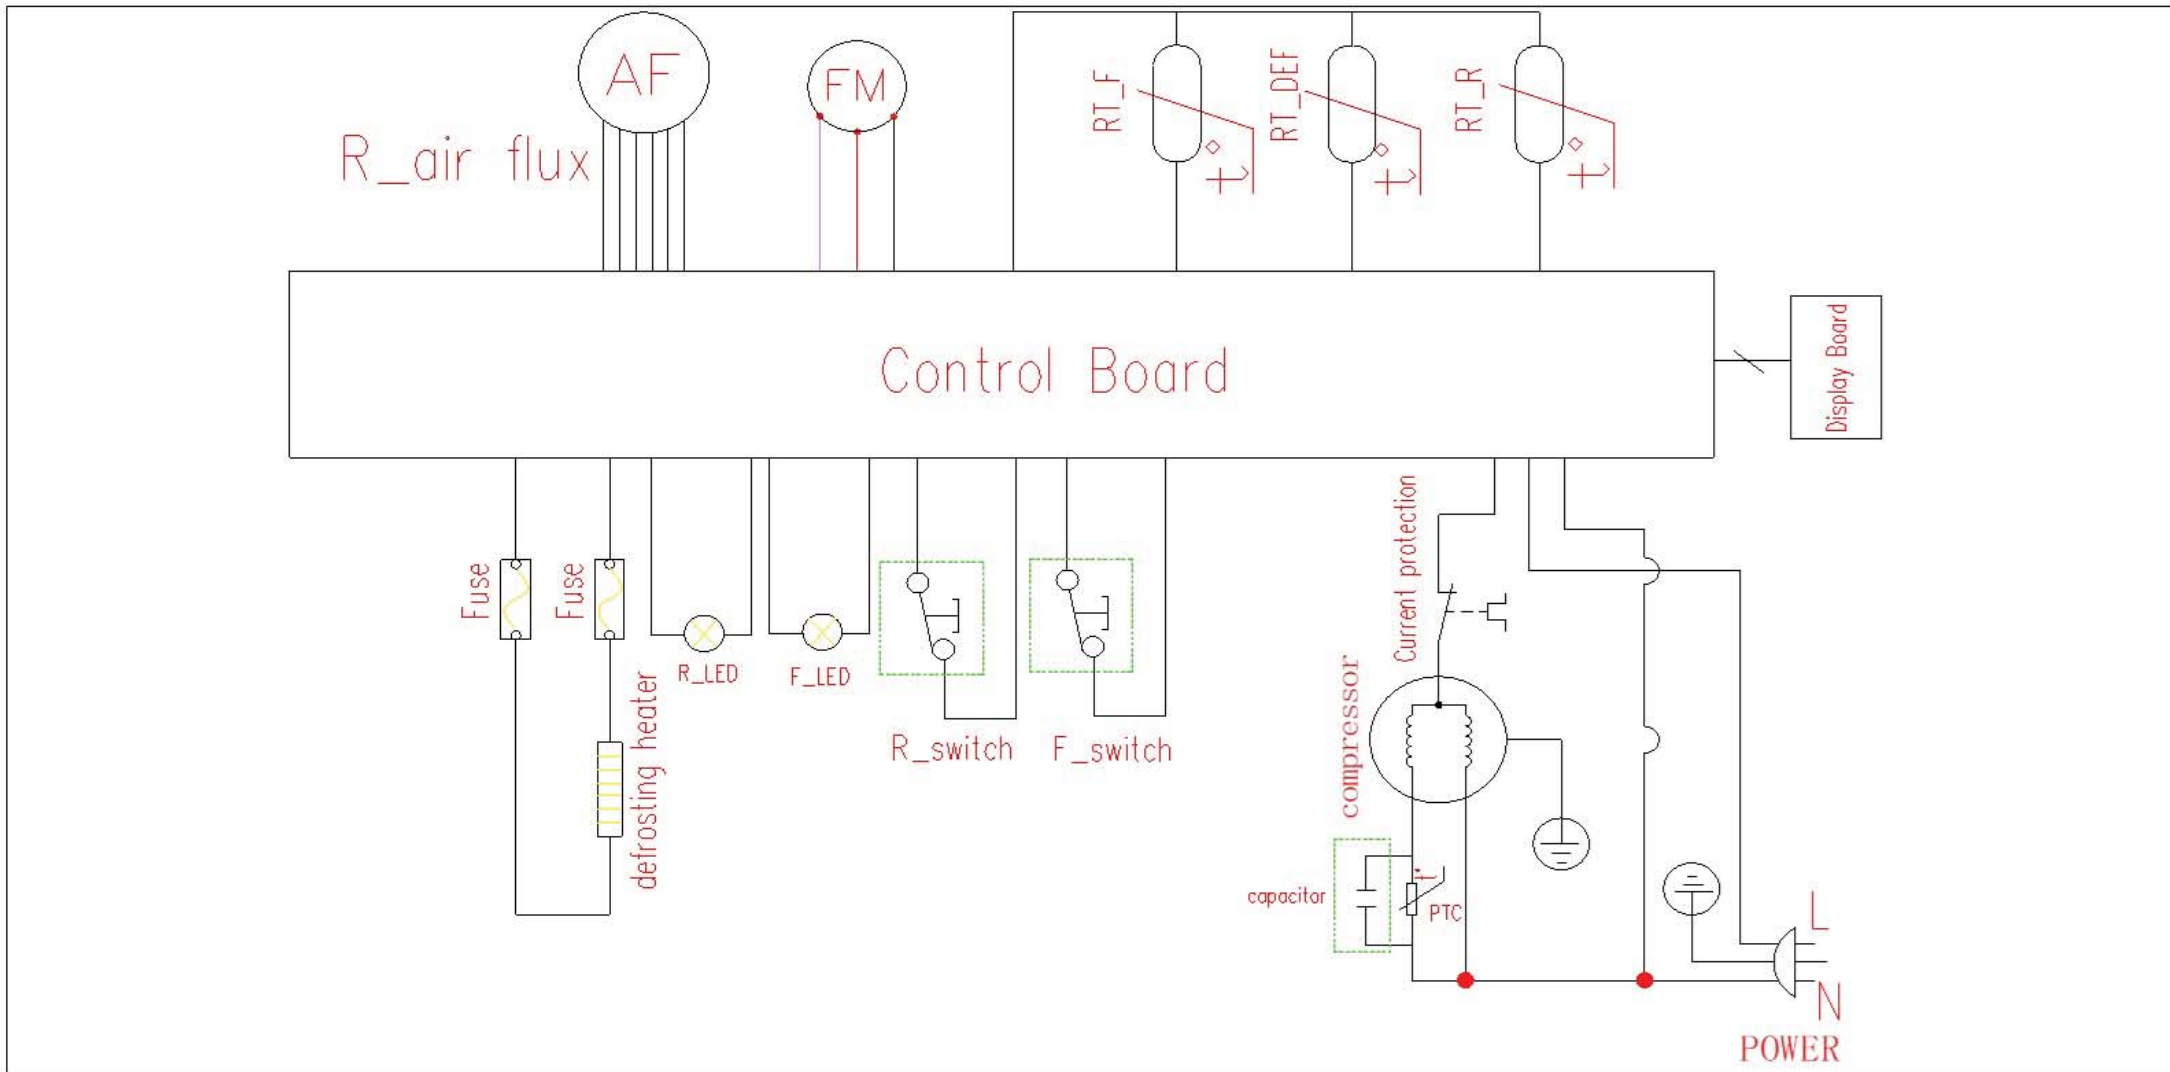 AF
FM
R_air flux
RT_F
t°
RT_DEF
t°
RT_R
t°
Control Board
Display Board
Fuse
Fuse
R_LED
F_LED
defrosting heater
R_switch
F_switch
Current protection
compressor
capacitor
t°
PTC
L
N
POWER